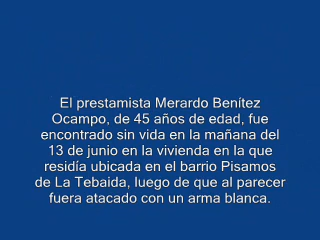 El prestamista Merardo Benítez
Ocampo, de 45 años de edad, fue
encontrado sin vida en la mañana del
13 de junio en la vivienda en la que
residía ubicada en el barrio Pisamos
de La Tebaida, luego de que al parecer
fuera atacado con un arma blanca.